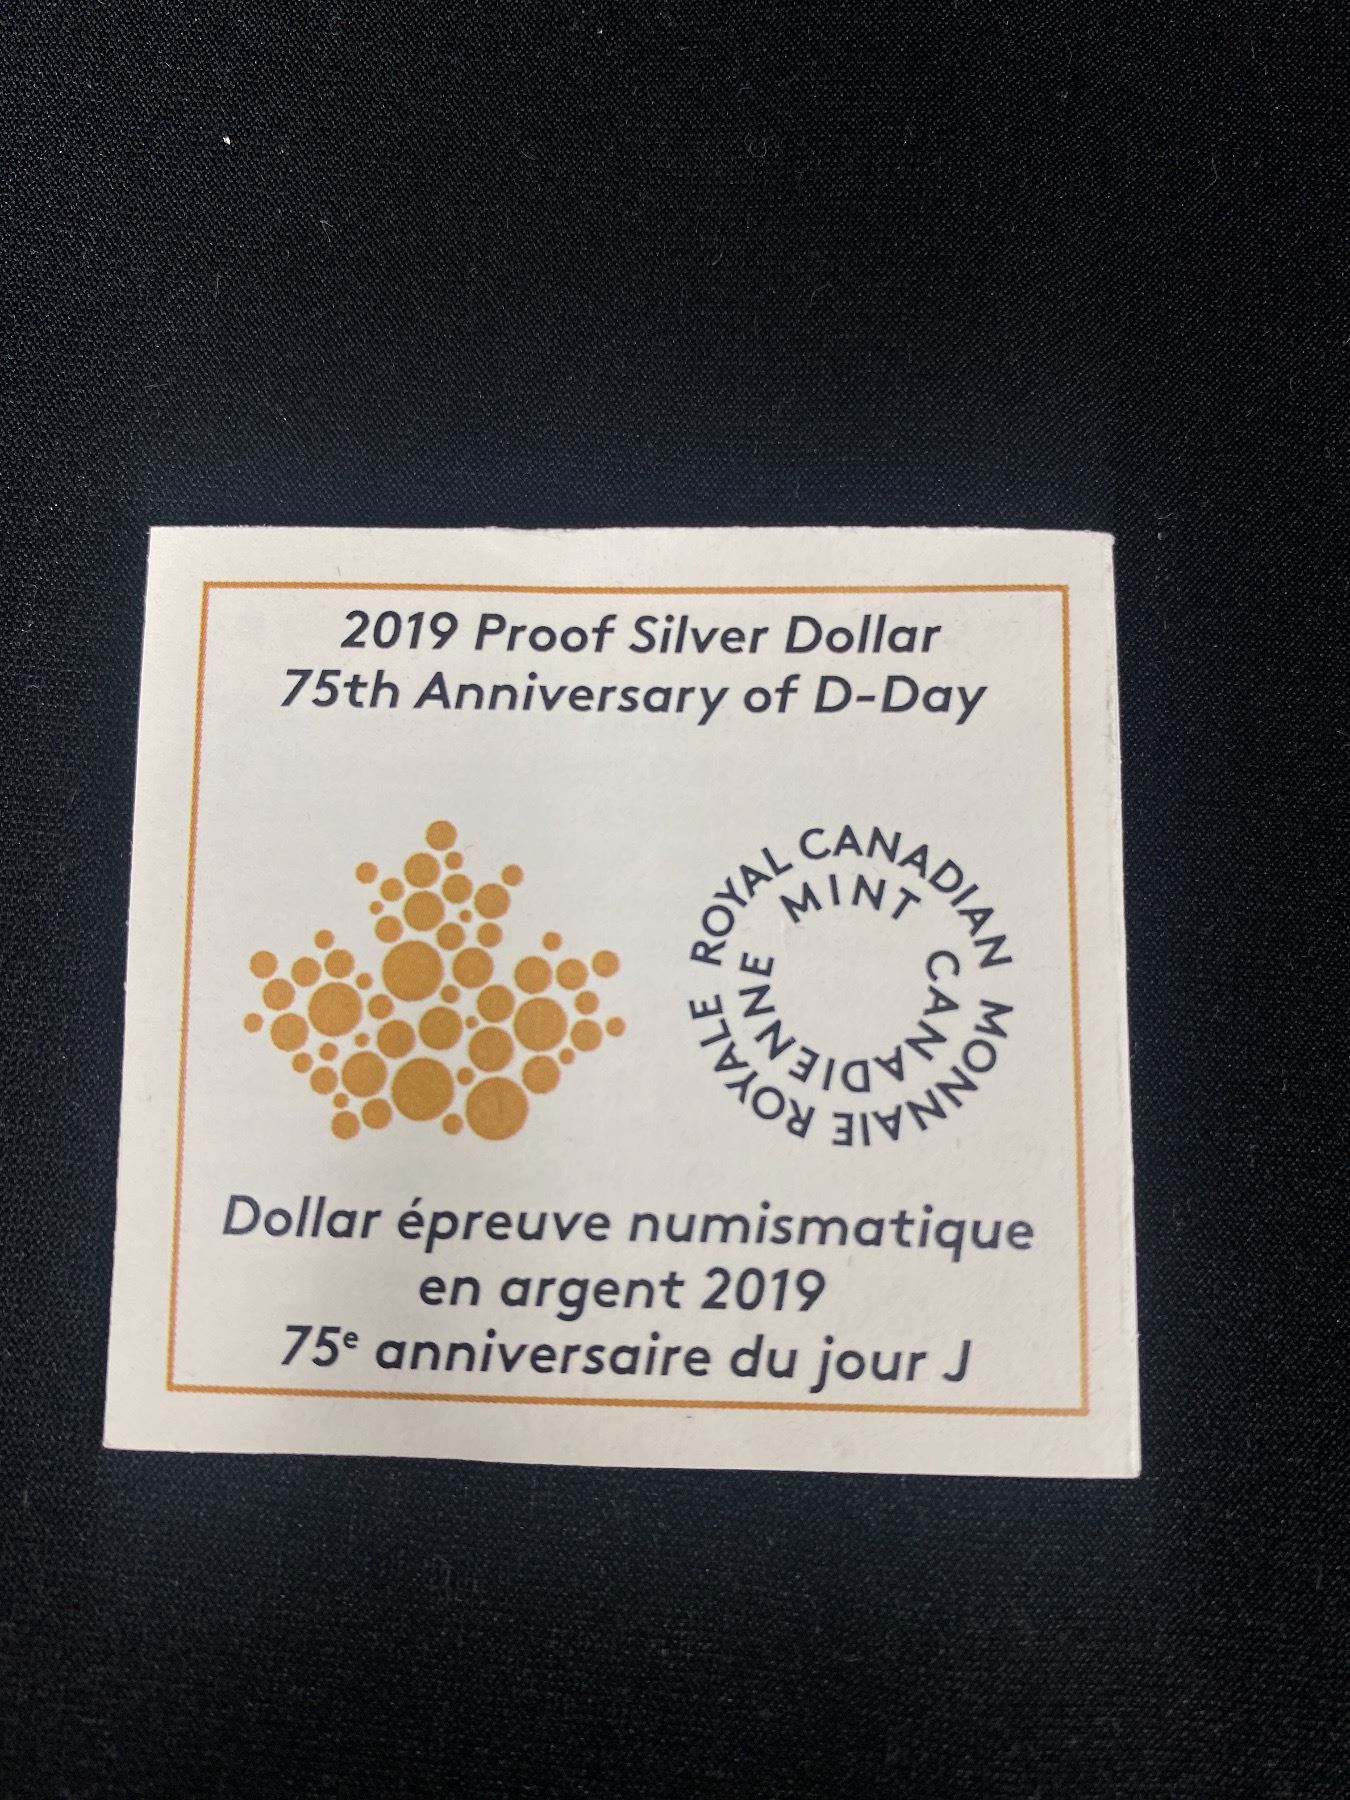 2019 Proof Silver Dollar
75th Anniversary of D-Day
ROYAL CANADIAN
MINT
MONNAIE ROYALE
CANADIENNE
Dollar épreuve numismatique
en argent 2019
75e anniversaire du jour J